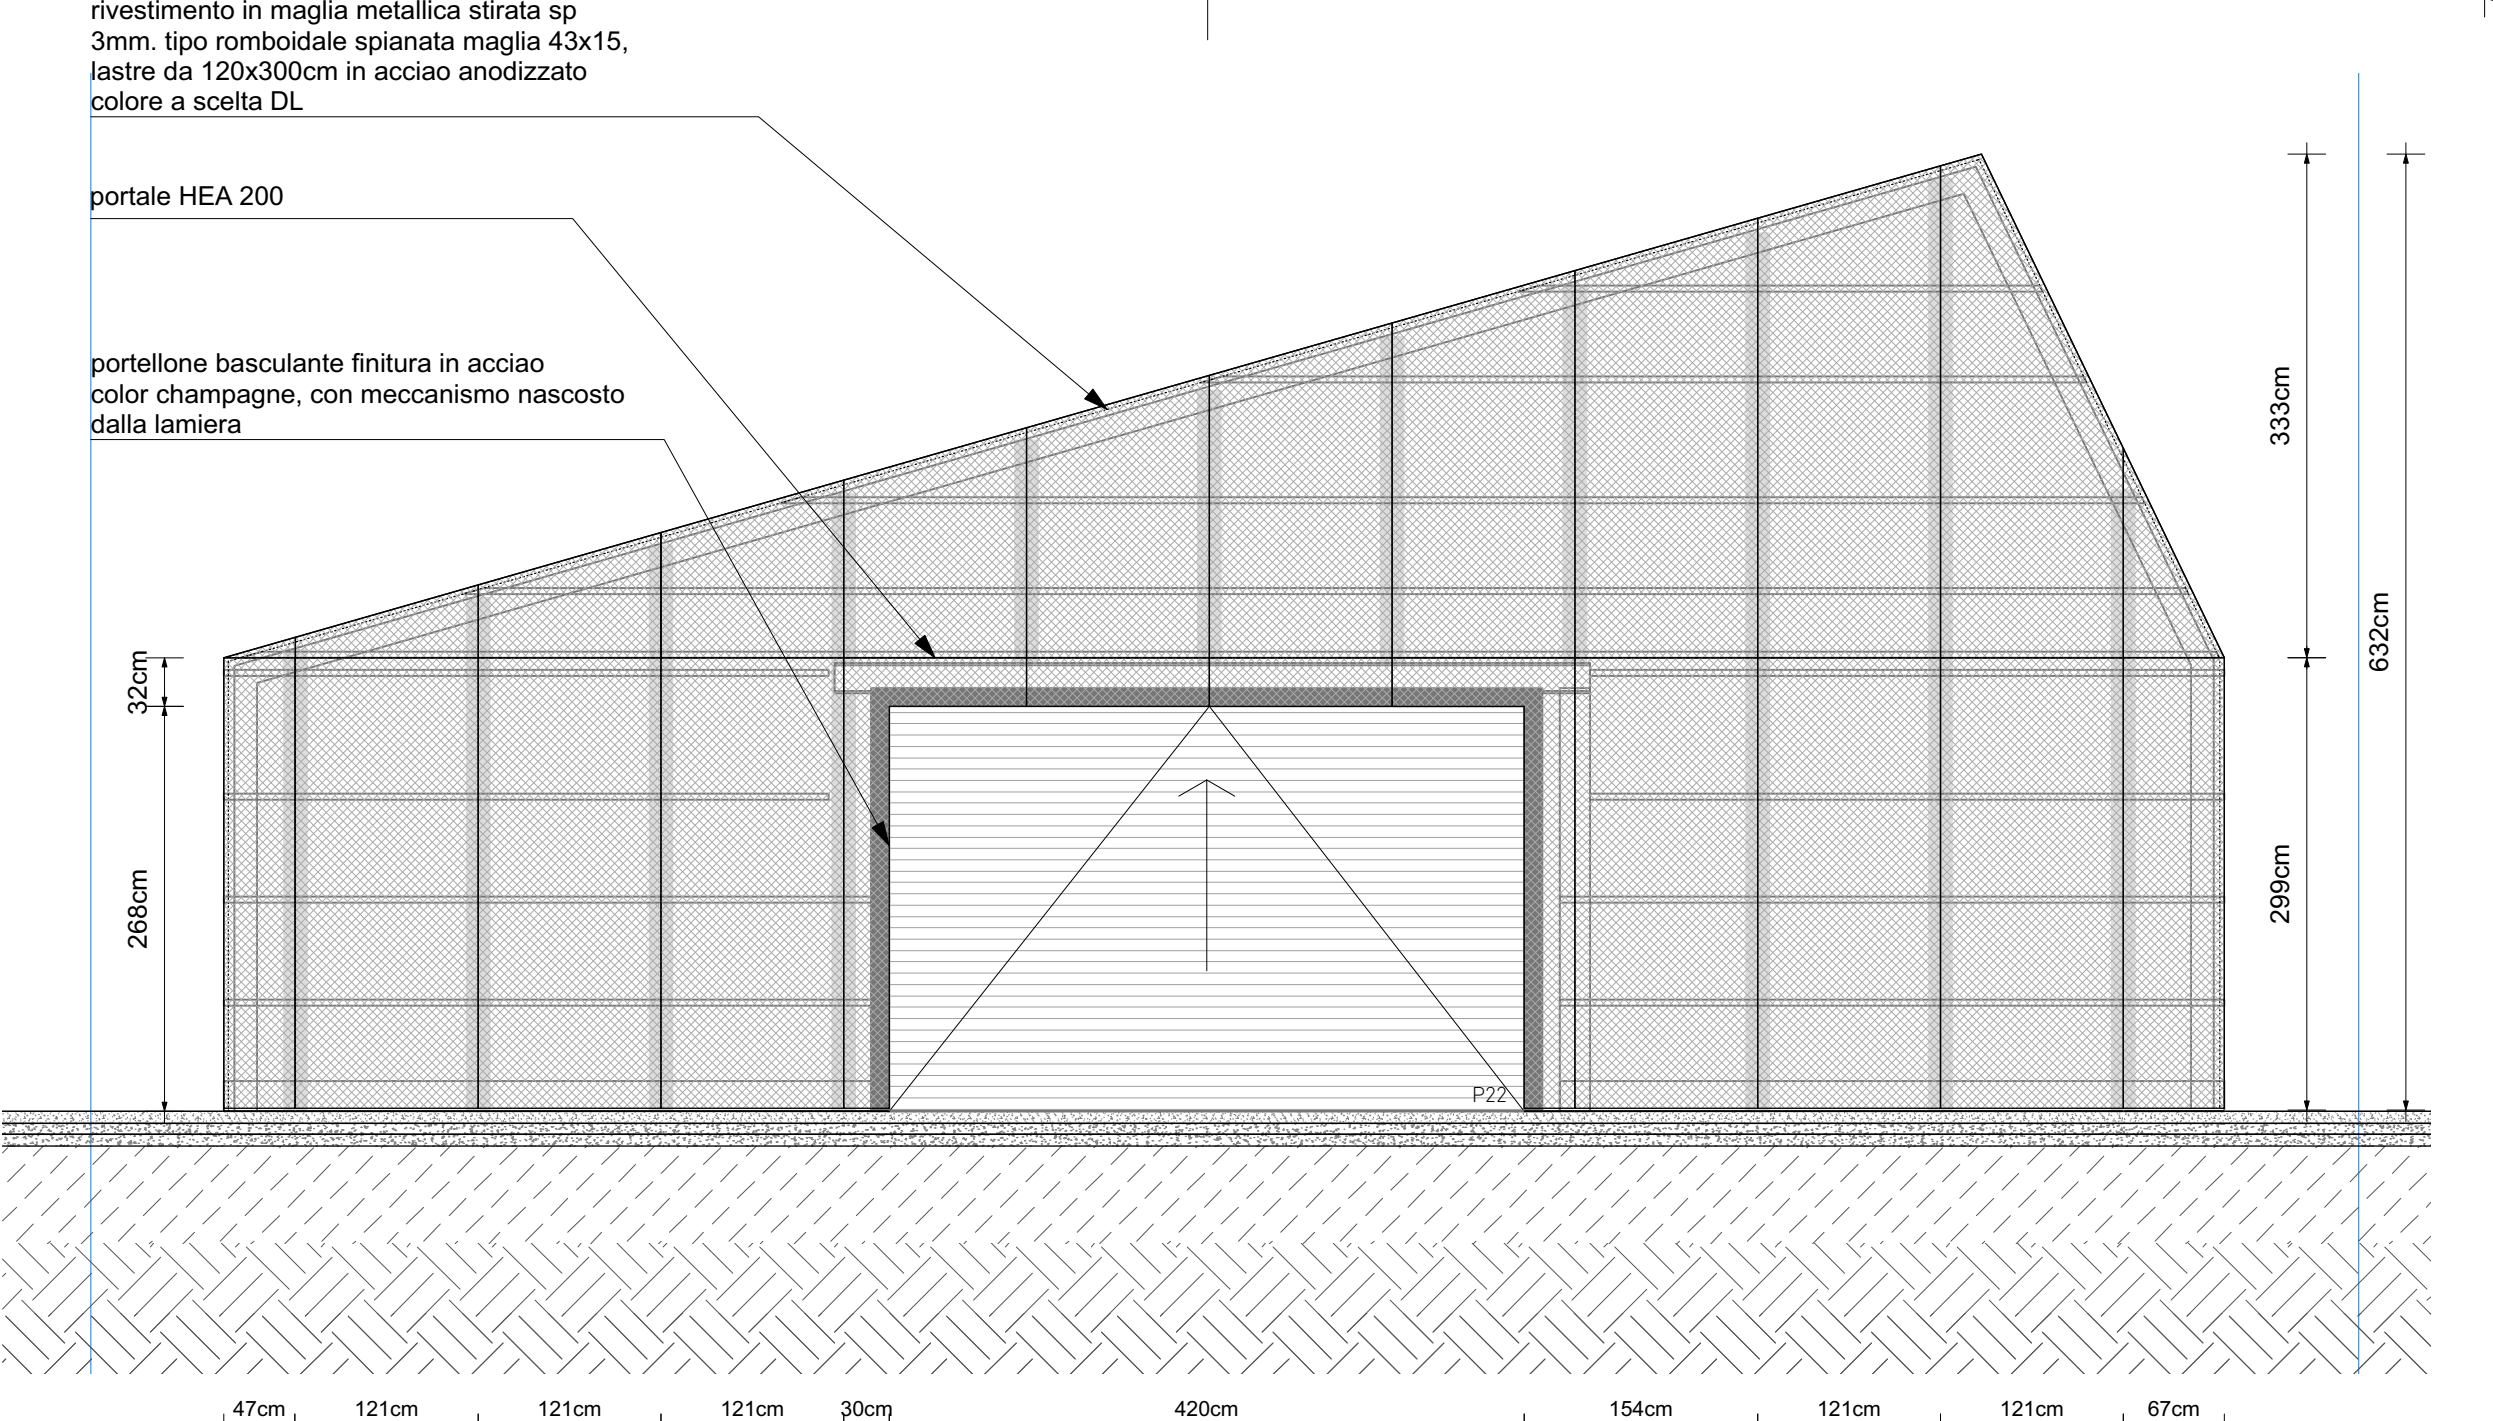 rivestimento in maglia metallica stirata sp
3mm. tipo romboidale spianata maglia 43x15,
lastre da 120x300cm in acciao anodizzato
colore a scelta DL
portale HEA 200
portellone basculante finitura in acciao
color champagne, con meccanismo nascosto
dalla lamiera
32cm
268cm
333cm
632cm
299cm
P22
47cm 121cm 121cm 121cm 30cm 420cm 154cm 121cm 121cm 67cm